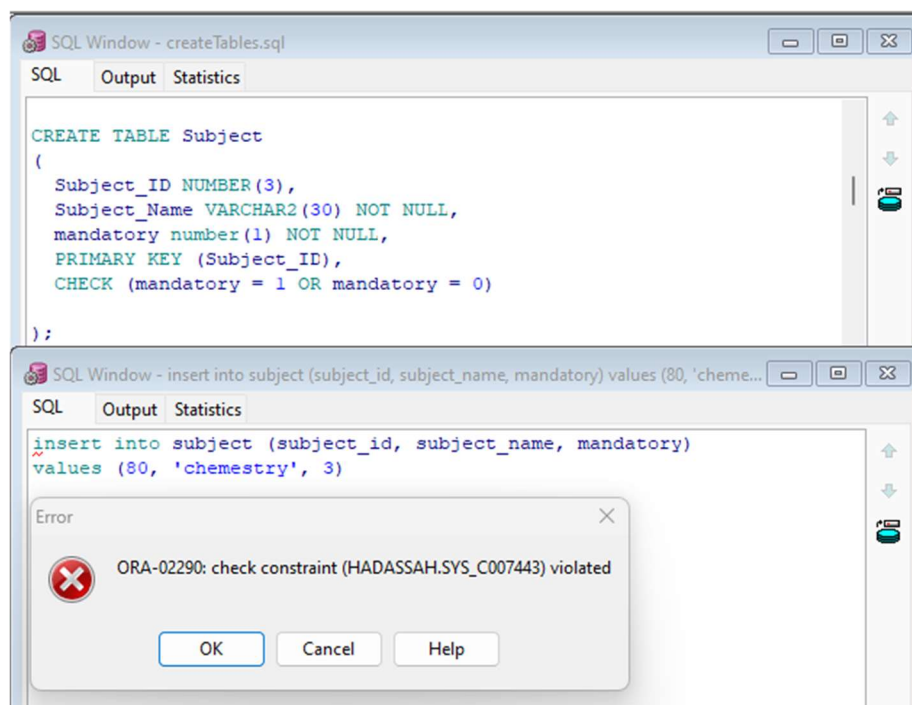 SQL Window - createTables.sql
SQL Output Statistics
CREATE TABLE Subject
(
Subject_ID NUMBER(3),
Subject_Name VARCHAR2(30) NOT NULL,
mandatory number(1) NOT NULL,
PRIMARY KEY (Subject_ID),
CHECK (mandatory = 1 OR mandatory = 0)
);
SQL Window - insert into subject (subject_id, subject_name, mandatory) values (80, 'cheme...
SQL Output Statistics
insert into subject (subject_id, subject_name, mandatory)
values (80, 'chemestry', 3)
Error
ORA-02290: check constraint (HADASSAH.SYS_C007443) violated
OK Cancel Help